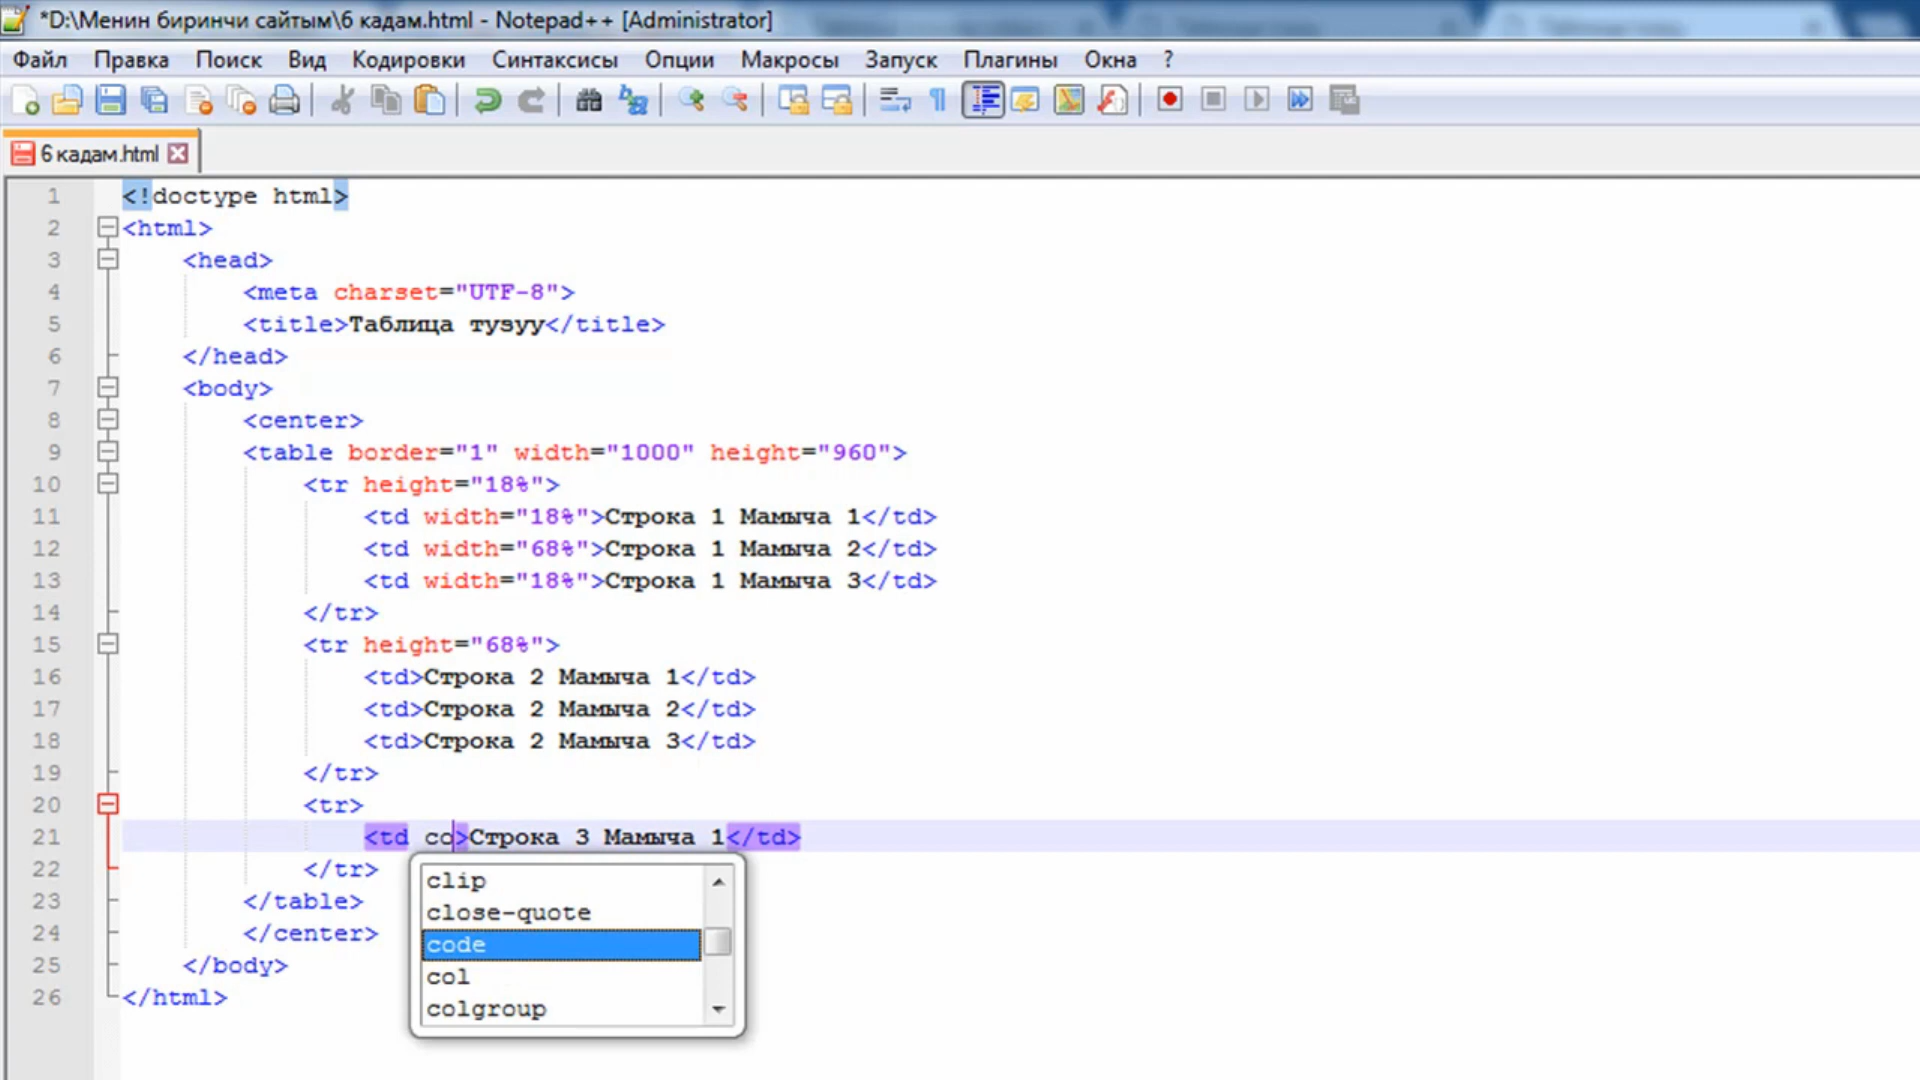 *D:\Менин биринчи сайтым\6 кадам.html - Notepad++ [Administrator]
Файл Правка Поиск Вид Кодировки Синтаксисы Опции Макросы Запуск Плагины Окна ?
6 кадам.html
1 <!doctype html>
2 <html>
3 <head>
4 <meta charset="UTF-8">
5 <title>Таблица тузуу</title>
6 </head>
7 <body>
8 <center>
9 <table border="1" width="1000" height="960">
10 <tr height="18%">
11 <td width="18%">Строка 1 Мамыча 1</td>
12 <td width="68%">Строка 1 Мамыча 2</td>
13 <td width="18%">Строка 1 Мамыча 3</td>
14 </tr>
15 <tr height="68%">
16 <td>Строка 2 Мамыча 1</td>
17 <td>Строка 2 Мамыча 2</td>
18 <td>Строка 2 Мамыча 3</td>
19 </tr>
20 <tr>
21 <td co>Строка 3 Мамыча 1</td>
22 </tr>
23 </table>
24 </center>
25 </body>
26 </html>
clip
close-quote
code
col
colgroup